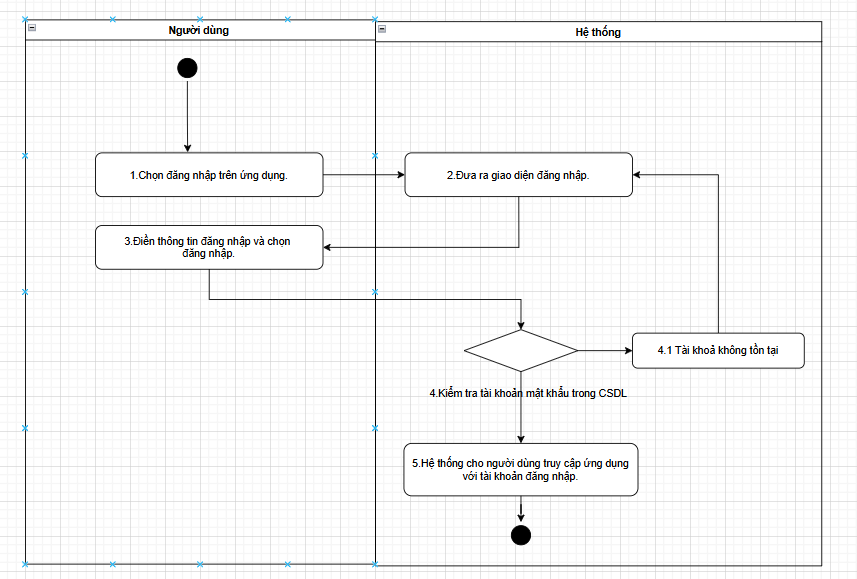 Người dùng
Hệ thống
1.Chọn đăng nhập trên ứng dụng.
2.Đưa ra giao diện đăng nhập.
3.Điền thông tin đăng nhập và chọn
đăng nhập.
4.1 Tài khoả không tồn tại
4.Kiểm tra tài khoản mật khẩu trong CSDL
5.Hệ thống cho người dùng truy cập ứng dụng
với tài khoản đăng nhập.